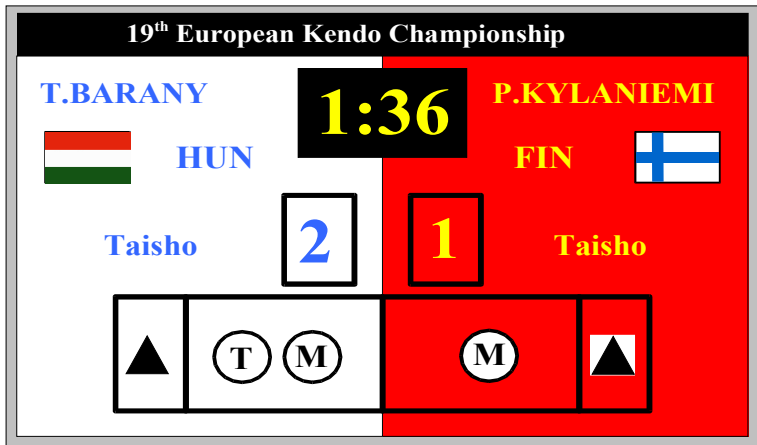 19th European Kendo Championship
T.BARANY 1:36 P.KYLANIEMI
HUN FIN
Taisho 2 1 Taisho
T M M